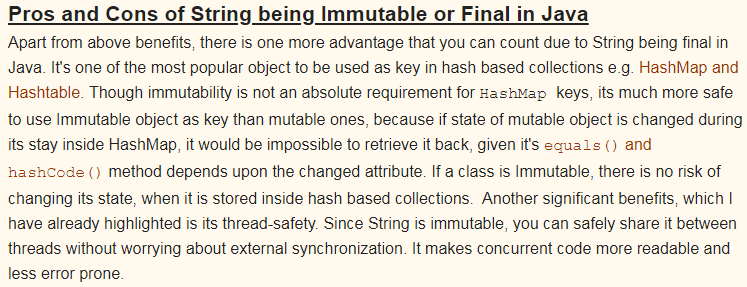 Pros and Cons of String being Immutable or Final in Java
Apart from above benefits, there is one more advantage that you can count due to String being final in
Java. It's one of the most popular object to be used as key in hash based collections e.g. HashMap and
Hashtable. Though immutability is not an absolute requirement for HashMap keys, its much more safe
to use Immutable object as key than mutable ones, because if state of mutable object is changed during
its stay inside HashMap, it would be impossible to retrieve it back, given it's equals() and
hashCode() method depends upon the changed attribute. If a class is Immutable, there is no risk of
changing its state, when it is stored inside hash based collections. Another significant benefits, which I
have already highlighted is its thread-safety. Since String is immutable, you can safely share it between
threads without worrying about external synchronization. It makes concurrent code more readable and
less error prone.